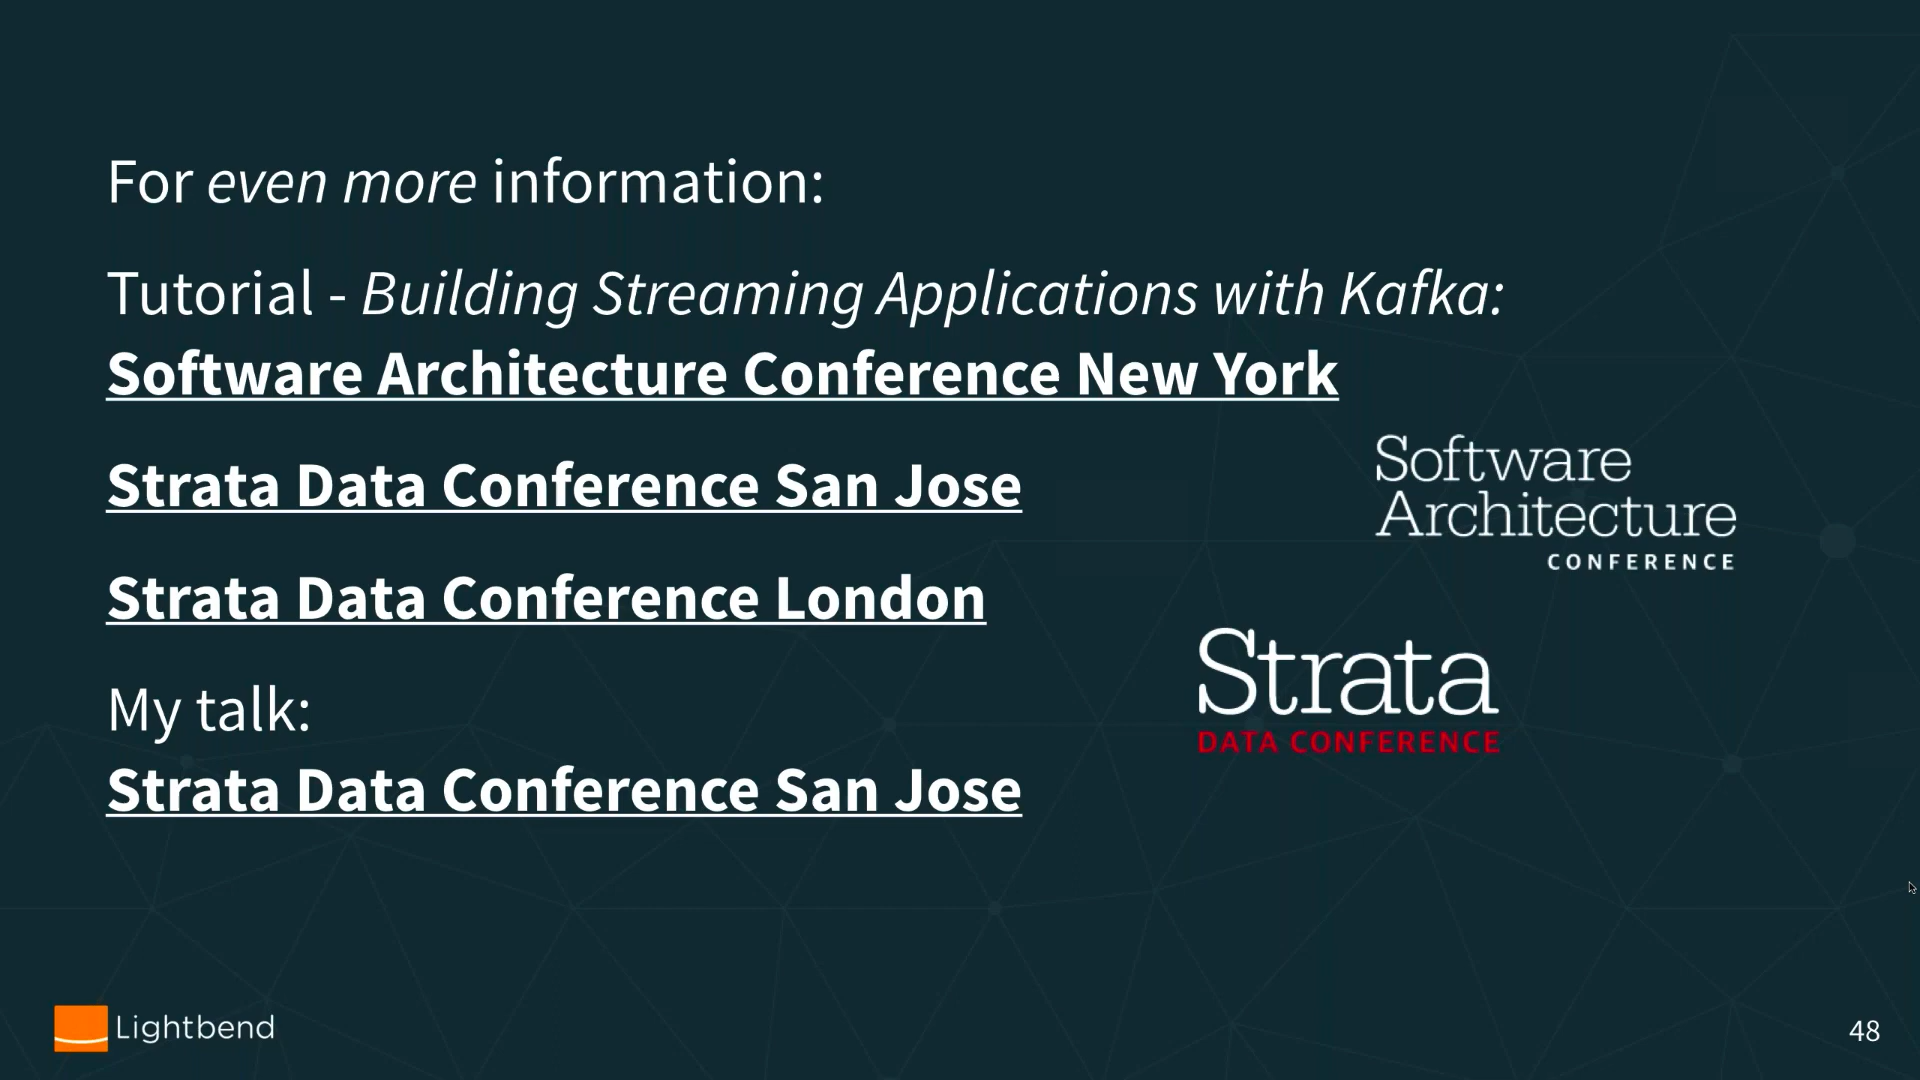 For even more information:
Tutorial - Building Streaming Applications with Kafka:
Software Architecture Conference New York
Strata Data Conference San Jose
Strata Data Conference London
My talk:
Strata Data Conference San Jose
Software
Architecture
CONFERENCE
Strata
DATA CONFERENCE
Lightbend
48